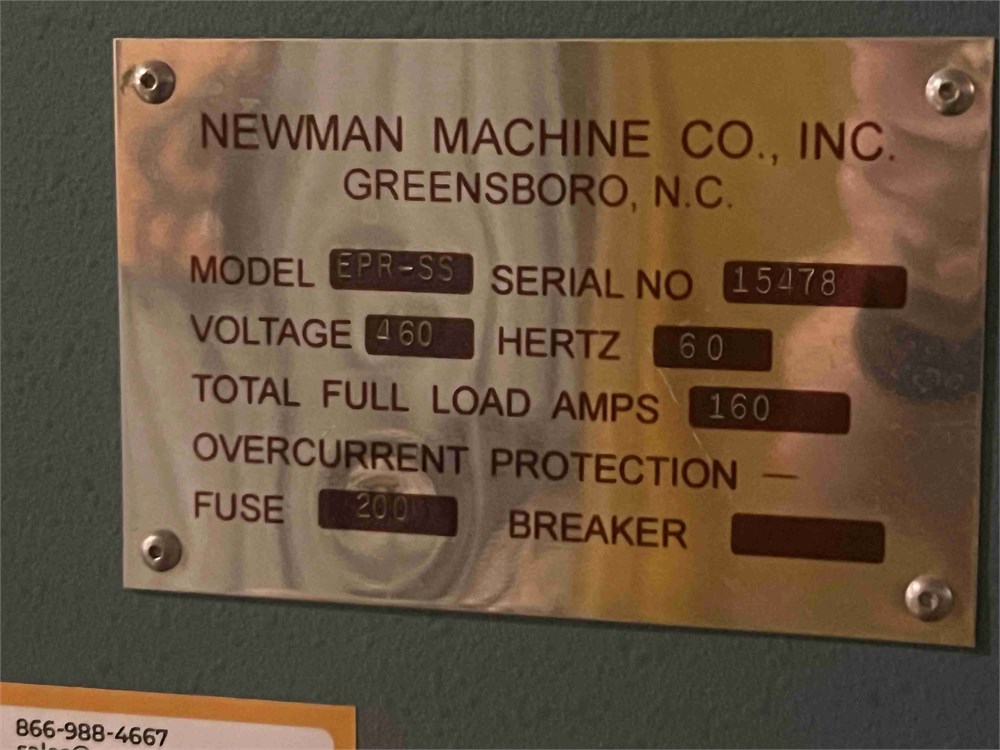 NEWMAN MACHINE CO., INC.
GREENSBORO, N.C.
MODEL EPR-SS SERIAL NO 15478
VOLTAGE 460 HERTZ 60
TOTAL FULL LOAD AMPS 160
OVERCURRENT PROTECTION —
FUSE 200 BREAKER
866-988-4667